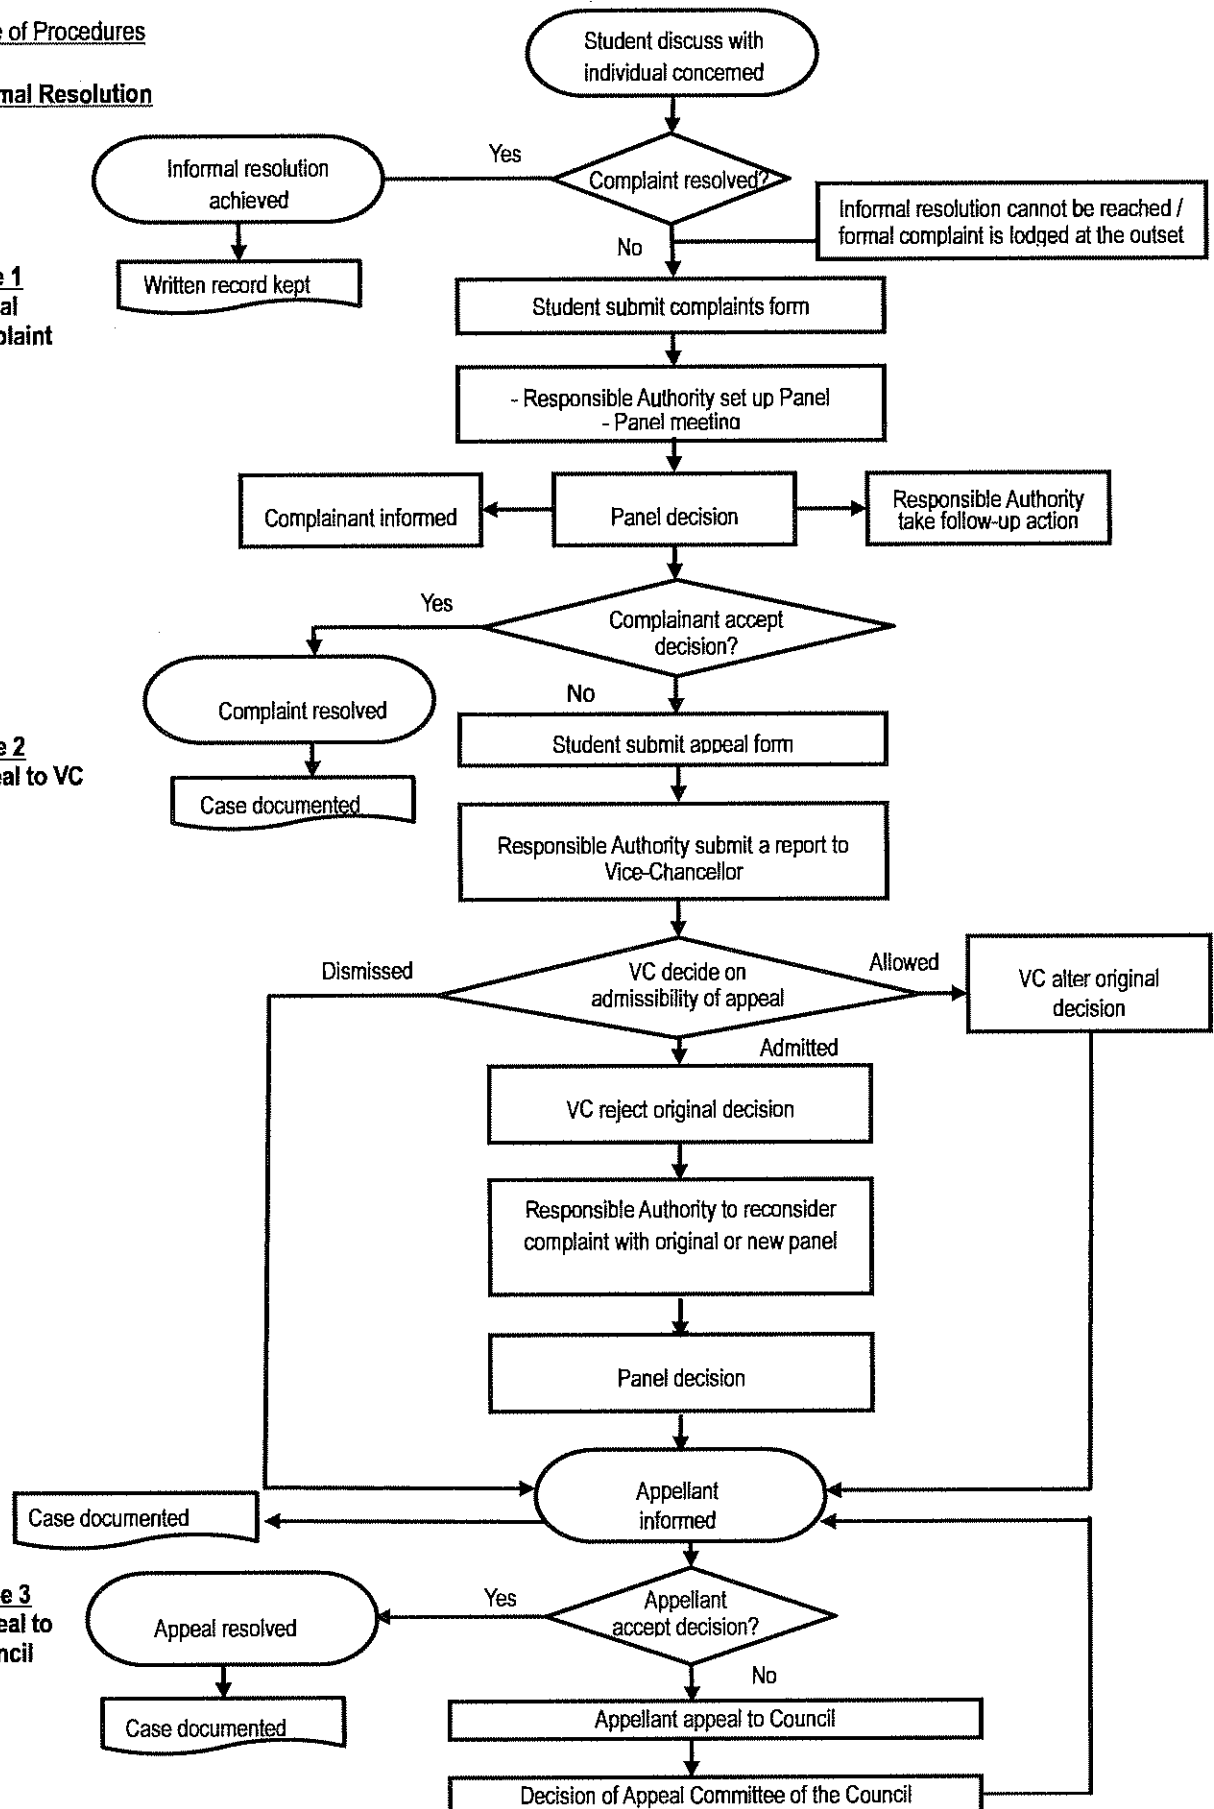 e of Procedures
Student discuss with
individual concerned
mal Resolution
Yes
Informal resolution
achieved
Complaint resolved?
Informal resolution cannot be reached /
formal complaint is lodged at the outset
No
Written record kept
e 1
al
plaint
Student submit complaints form
- Responsible Authority set up Panel
- Panel meeting
Complainant informed
Panel decision
Responsible Authority
take follow-up action
Yes
Complainant accept
decision?
No
Complaint resolved
Student submit appeal form
e 2
eal to VC
Case documented
Responsible Authority submit a report to
Vice-Chancellor
Dismissed
VC decide on
admissibility of appeal
Allowed
VC alter original
decision
Admitted
VC reject original decision
Responsible Authority to reconsider
complaint with original or new panel
Panel decision
Appellant
informed
Case documented
e 3
eal to
ncil
Yes
Appeal resolved
Appellant
accept decision?
No
Case documented
Appellant appeal to Council
Decision of Appeal Committee of the Council